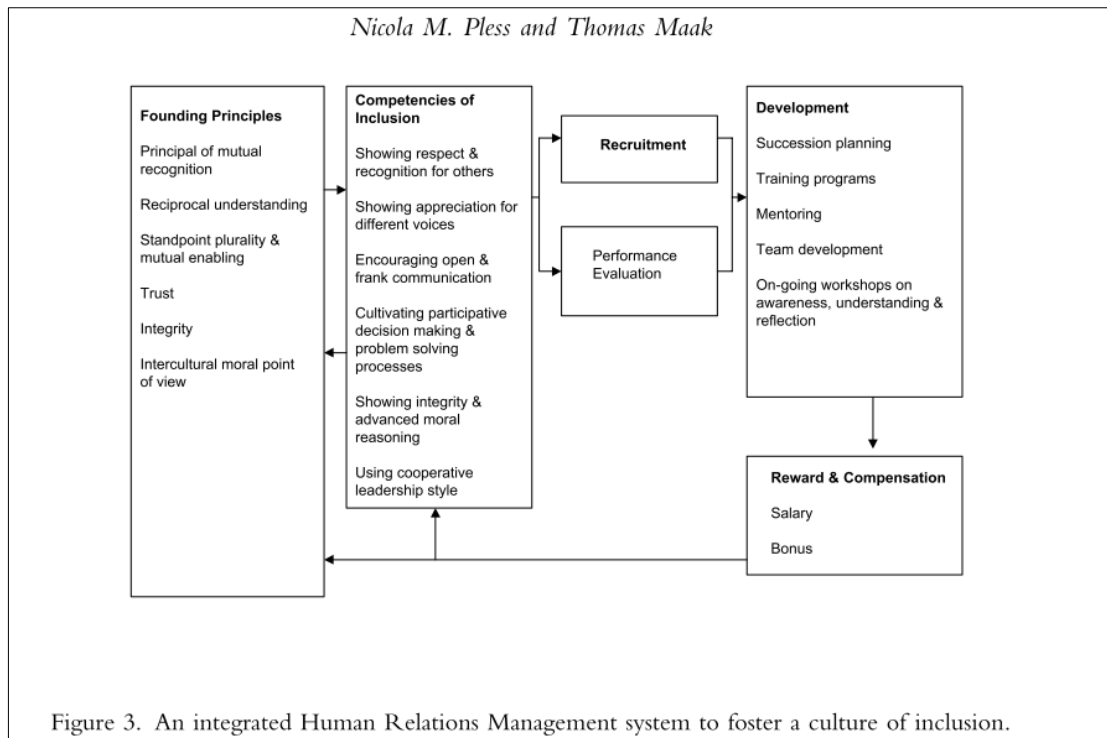 Nicola M. Pless and Thomas Maak
Founding Principles
Principal of mutual
recognition
Reciprocal understanding
Standpoint plurality &
mutual enabling
Trust
Integrity
Intercultural moral point
of view
Competencies of
Inclusion
Showing respect &
recognition for others
Showing appreciation for
different voices
Encouraging open &
frank communication
Cultivating participative
decision making &
problem solving
processes
Showing integrity &
advanced moral
reasoning
Using cooperative
leadership style
Recruitment
Performance
Evaluation
Development
Succession planning
Training programs
Mentoring
Team development
On-going workshops on
awareness, understanding &
reflection
Reward & Compensation
Salary
Bonus
Figure 3. An integrated Human Relations Management system to foster a culture of inclusion.